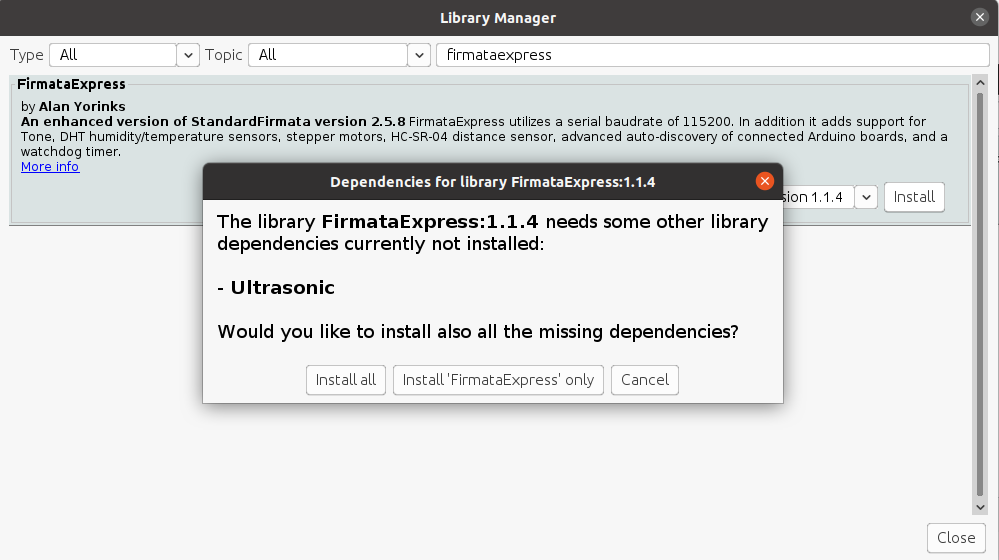 Library Manager
Type All Topic All firmataexpress
FirmataExpress
by Alan Yorinks
An enhanced version of StandardFirmata version 2.5.8 FirmataExpress utilizes a serial baudrate of 115200. In addition it adds support for
Tone, DHT humidity/temperature sensors, stepper motors, HC-SR-04 distance sensor, advanced auto-discovery of connected Arduino boards, and a
watchdog timer.
More info
sion 1.1.4 Install
Dependencies for library FirmataExpress:1.1.4
The library FirmataExpress:1.1.4 needs some other library
dependencies currently not installed:
- Ultrasonic
Would you like to install also all the missing dependencies?
Install all Install 'FirmataExpress' only Cancel
Close